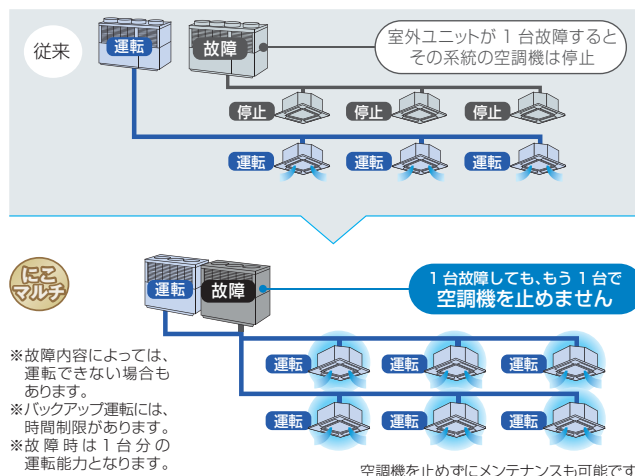 従来
運転
故障
室外ユニットが1台故障すると
その系統の空調機は停止
停止
停止
停止
運転
運転
運転
にこ
マルチ
運転
故障
1台故障しても、もう1台で
空調機を止めません
※故障内容によっては、
運転できない場合も
あります。
※バックアップ運転には、
時間制限があります。
※故障時は1台分の
運転能力となります。
運転
運転
運転
運転
運転
運転
空調機を止めずにメンテナンスも可能です